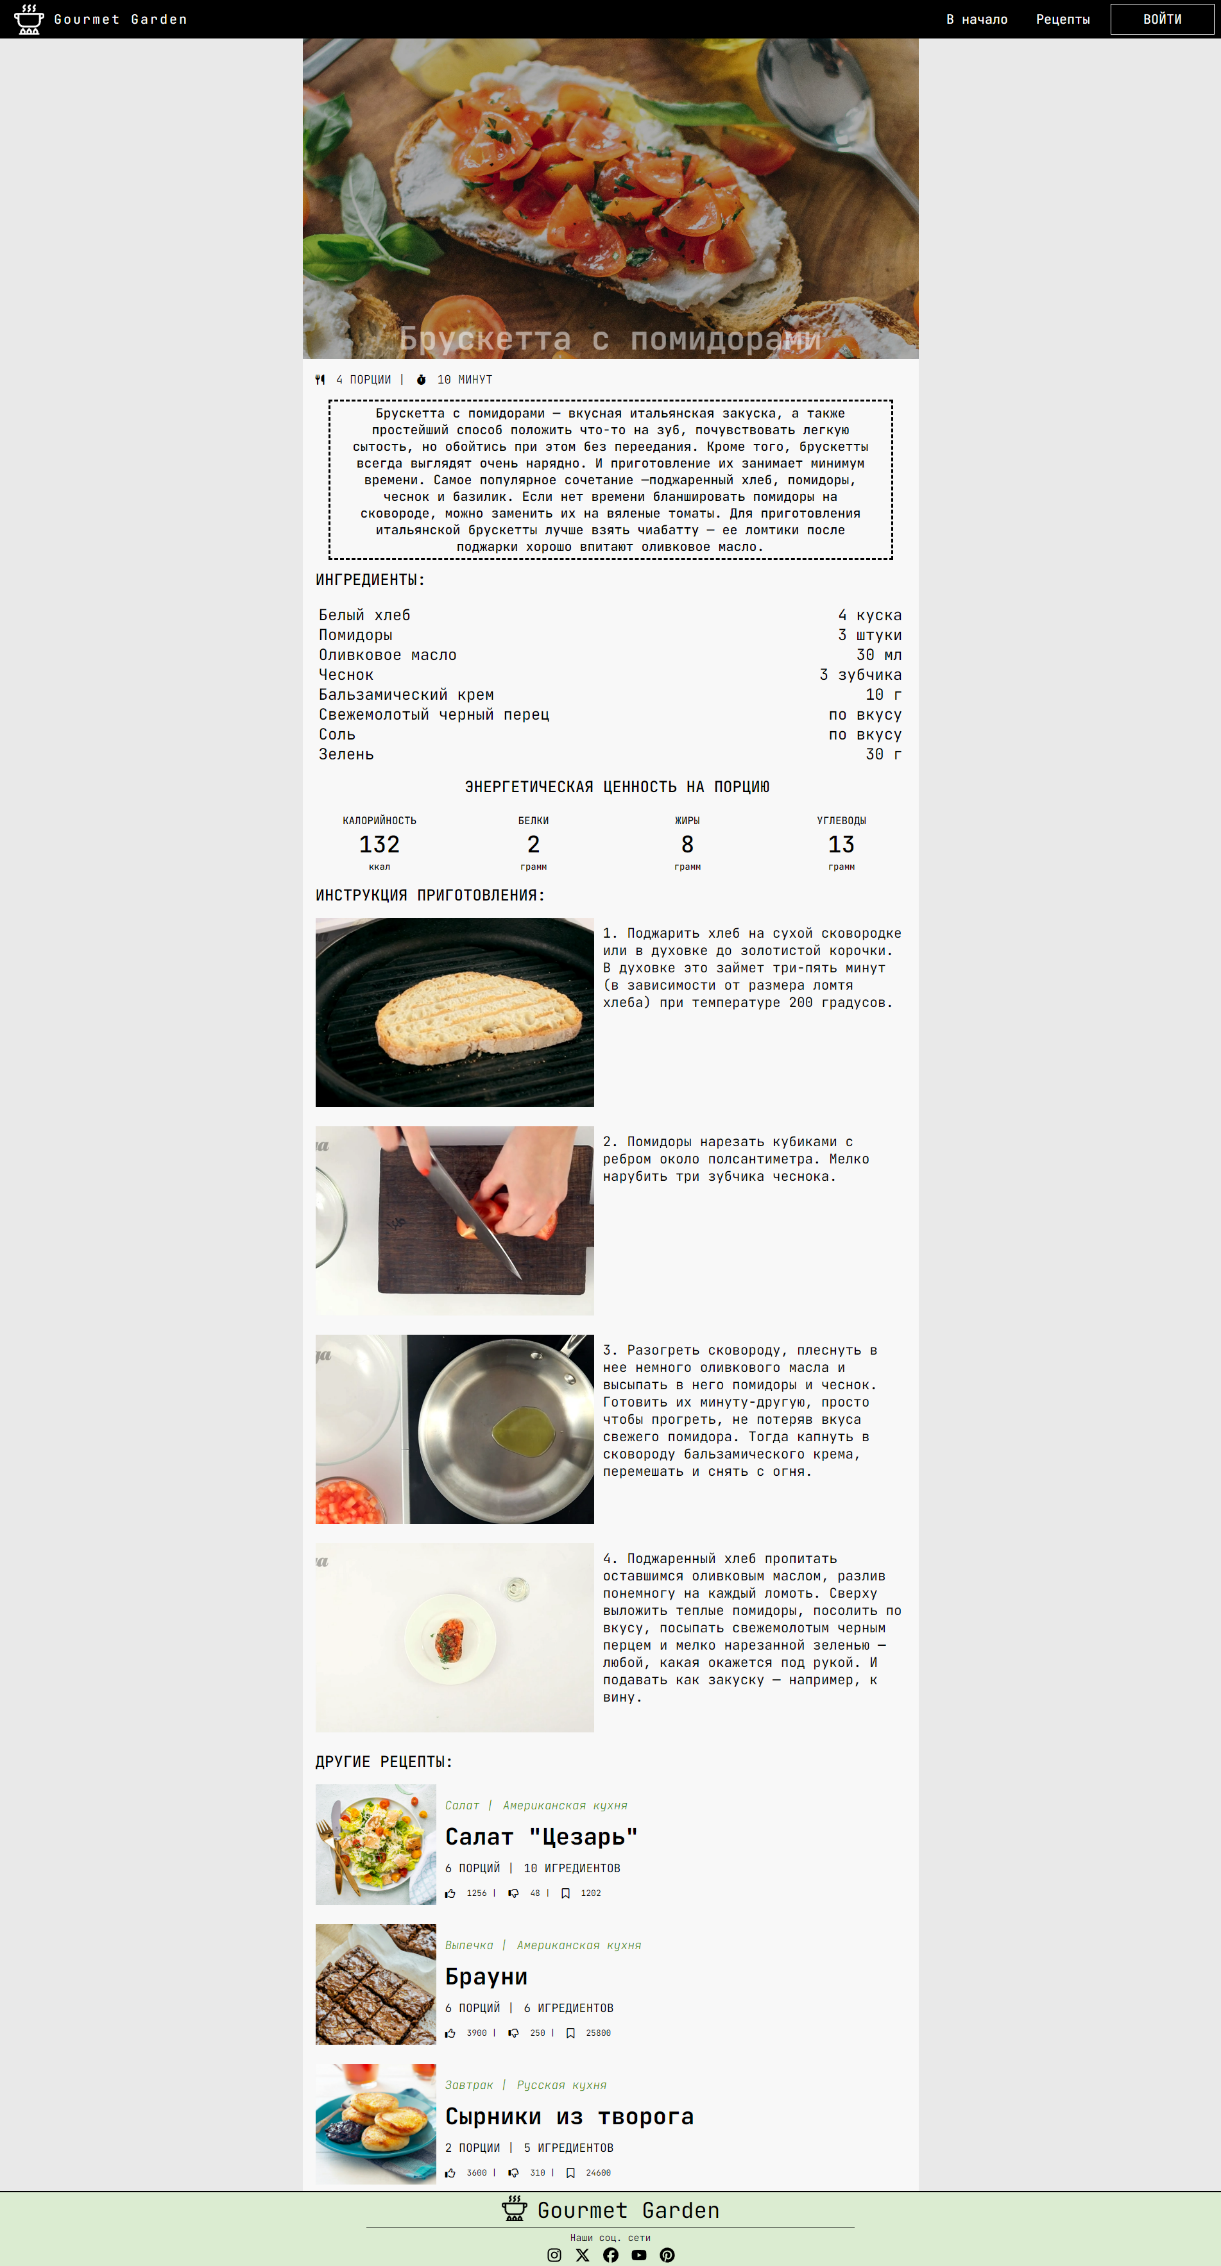 Gourmet Garden
В начало
Рецепты
ВОЙТИ
Брускетта с помидорами
4 ПОРЦИИ | 10 МИНУТ
Брускетта с помидорами — вкусная итальянская закуска, а также
простейший способ положить что-то на зуб, почувствовать легкую
сытость, но обойтись при этом без переедания. Кроме того, брускетты
всегда выглядят очень нарядно. И приготовление их занимает минимум
времени. Самое популярное сочетание —поджаренный хлеб, помидоры,
чеснок и базилик. Если нет времени бланшировать помидоры на
сковороде, можно заменить их на вяленые томаты. Для приготовления
итальянской брускетты лучше взять чиабатту — ее ломтики после
поджарки хорошо впитают оливковое масло.
ИНГРЕДИЕНТЫ:
Белый хлеб 4 куска
Помидоры 3 штуки
Оливковое масло 30 мл
Чеснок 3 зубчика
Бальзамический крем 10 г
Свежемолотый черный перец по вкусу
Соль по вкусу
Зелень 30 г
ЭНЕРГЕТИЧЕСКАЯ ЦЕННОСТЬ НА ПОРЦИЮ
КАЛОРИЙНОСТЬ БЕЛКИ ЖИРЫ УГЛЕВОДЫ
132 2 8 13
ккал грамм грамм грамм
ИНСТРУКЦИЯ ПРИГОТОВЛЕНИЯ:
1. Поджарить хлеб на сухой сковородке
или в духовке до золотистой корочки.
В духовке это займет три-пять минут
(в зависимости от размера ломтя
хлеба) при температуре 200 градусов.
2. Помидоры нарезать кубиками с
ребром около полсантиметра. Мелко
нарубить три зубчика чеснока.
3. Разогреть сковороду, плеснуть в
нее немного оливкового масла и
высыпать в него помидоры и чеснок.
Готовить их минуту-другую, просто
чтобы прогреть, не потеряв вкуса
свежего помидора. Тогда капнуть в
сковороду бальзамического крема,
перемешать и снять с огня.
4. Поджаренный хлеб пропитать
оставшимся оливковым маслом, разлив
понемногу на каждый ломоть. Сверху
выложить теплые помидоры, посолить по
вкусу, посыпать свежемолотым черным
перцем и мелко нарезанной зеленью —
любой, какая окажется под рукой. И
подавать как закуску — например, к
вину.
ДРУГИЕ РЕЦЕПТЫ:
Салат | Американская кухня
Салат "Цезарь"
6 ПОРЦИЙ | 10 ИГРЕДИЕНТОВ
1256 | 48 | 1202
Выпечка | Американская кухня
Брауни
6 ПОРЦИЙ | 6 ИГРЕДИЕНТОВ
3900 | 250 | 25800
Завтрак | Русская кухня
Сырники из творога
2 ПОРЦИИ | 5 ИГРЕДИЕНТОВ
3600 | 310 | 24600
Gourmet Garden
Наши соц. сети